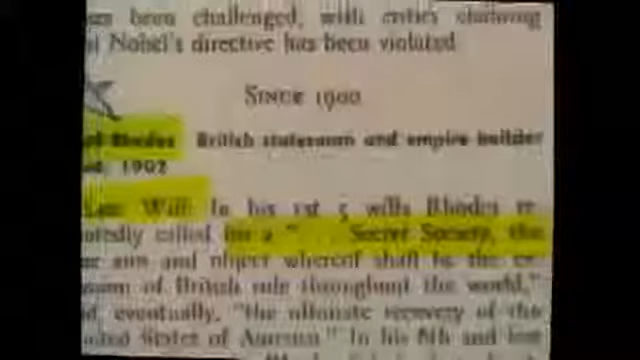 been challenged, with critics claiming
Nobel's directive has been violated
SINCE 1900
Rhodes British statesman and empire builder
1902
Will: In his 1st 5 wills Rhodes re
called for a " Secret Society, the
aim and object whereof shall be the ex
of British rule throughout the world,"
eventually, "the ultimate recovery of the
States of America" In his 6th and last